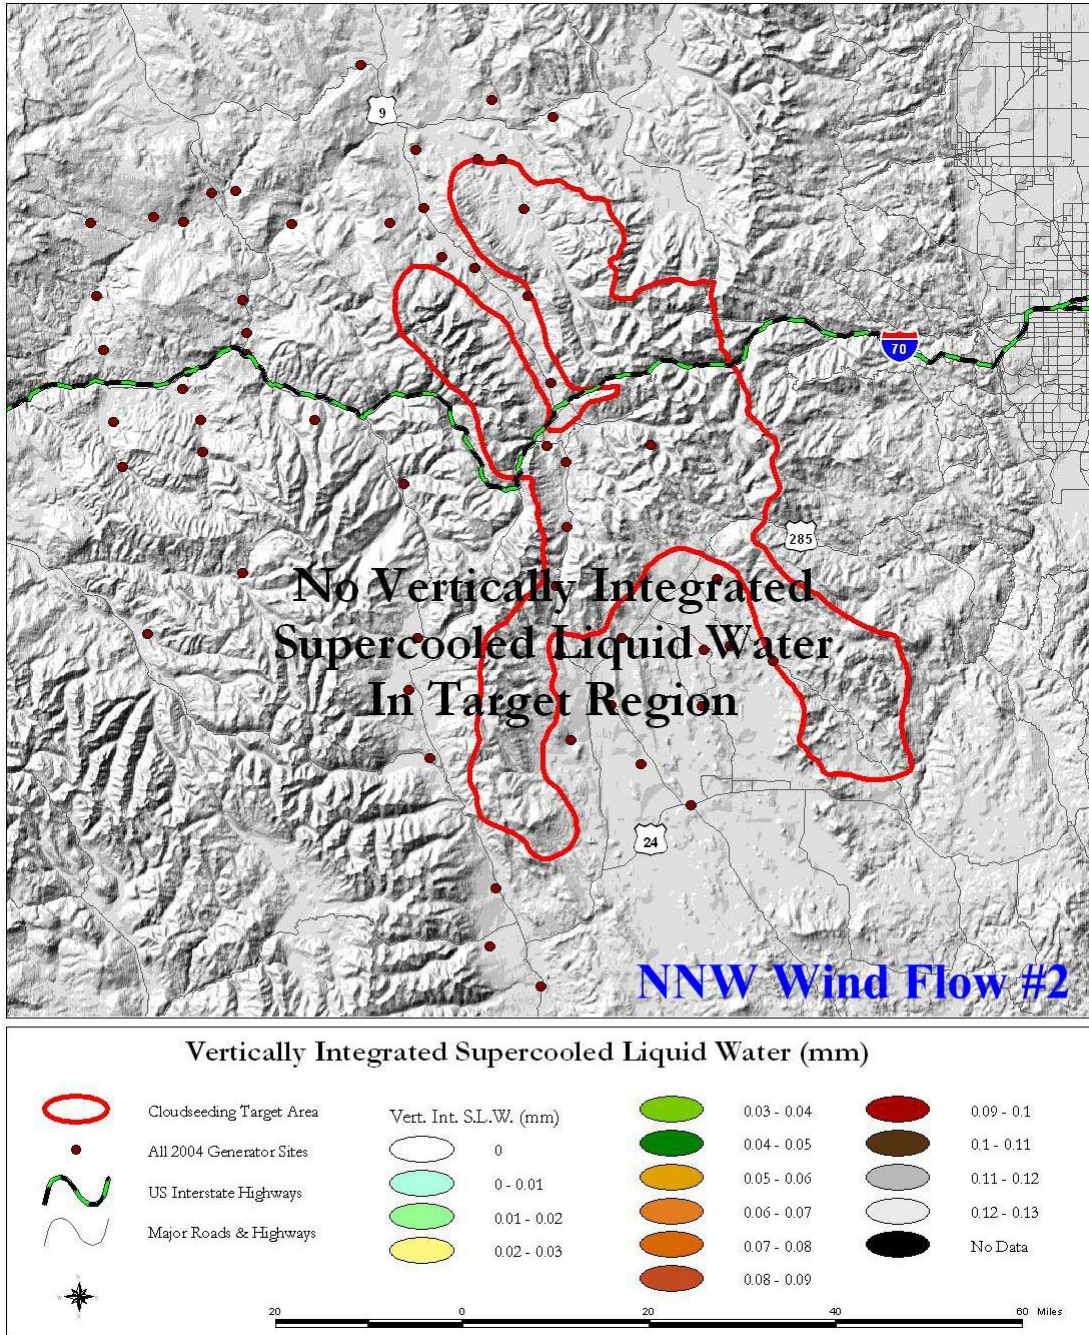 9
70
285
No Vertically Integrated
Supercooled Liquid Water
In Target Region
24
NNW Wind Flow #2
Vertically Integrated Supercooled Liquid Water (mm)
Cloudseeding Target Area
All 2004 Generator Sites
US Interstate Highways
Major Roads & Highways
Vert. Int. S.L.W. (mm)
0
0 - 0.01
0.01 - 0.02
0.02 - 0.03
0.03 - 0.04
0.04 - 0.05
0.05 - 0.06
0.06 - 0.07
0.07 - 0.08
0.08 - 0.09
0.09 - 0.1
0.1 - 0.11
0.11 - 0.12
0.12 - 0.13
No Data
20 0 20 40 60 Miles